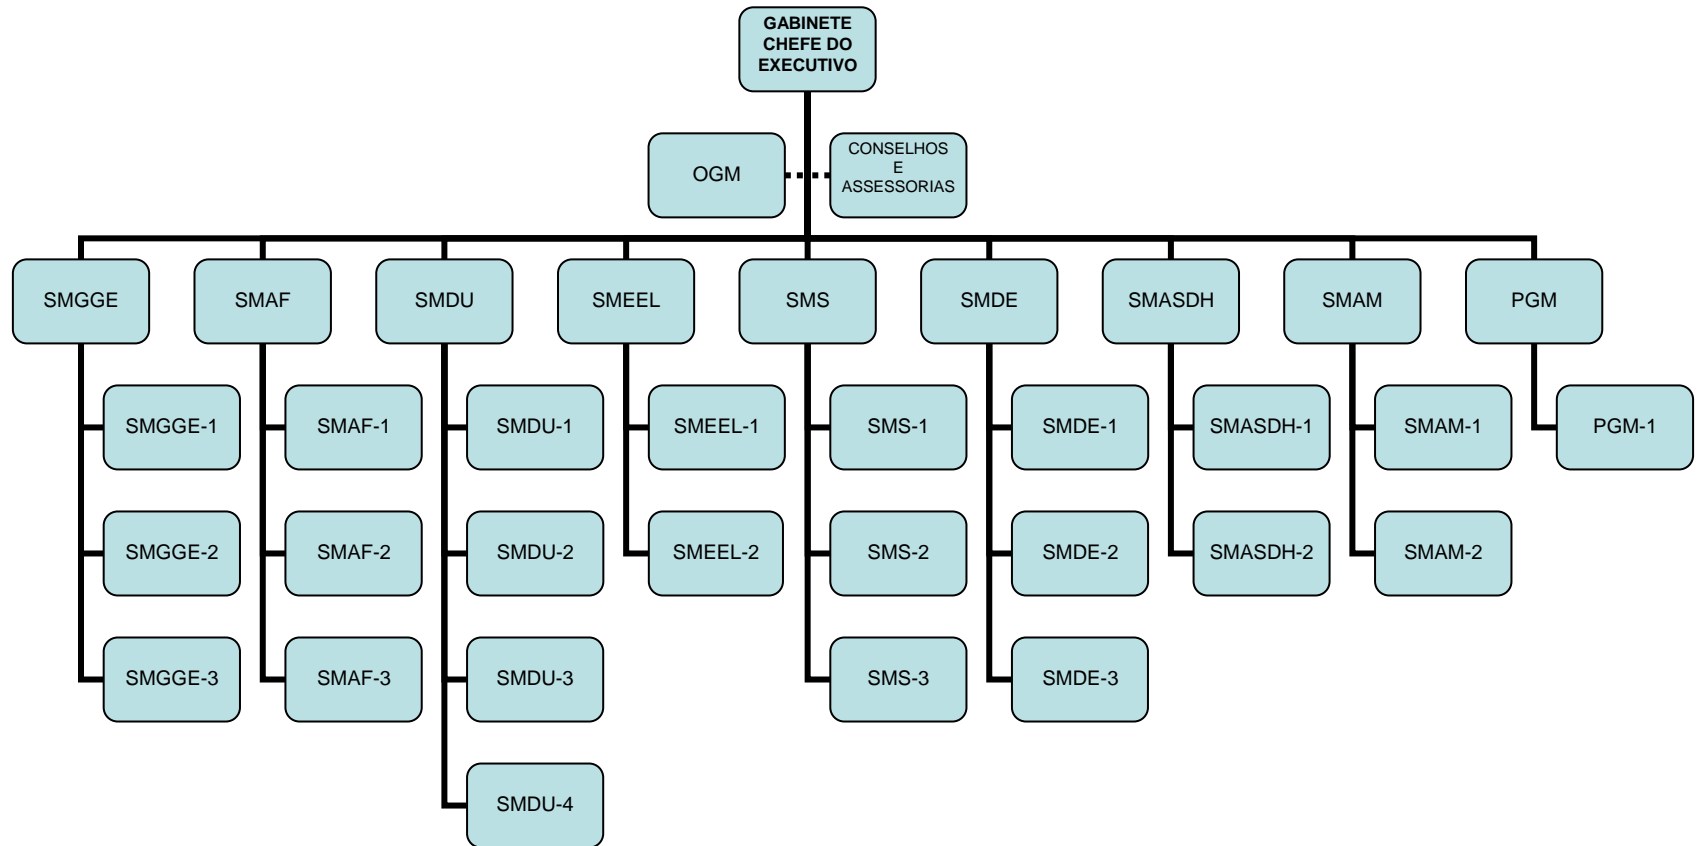 GABINETE
CHEFE DO
EXECUTIVO
OGM
CONSELHOS
E
ASSESSORIAS
SMGGE
SMAF
SMDU
SMEEL
SMS
SMDE
SMASDH
SMAM
PGM
SMGGE-1
SMAF-1
SMDU-1
SMEEL-1
SMS-1
SMDE-1
SMASDH-1
SMAM-1
PGM-1
SMGGE-2
SMAF-2
SMDU-2
SMEEL-2
SMS-2
SMDE-2
SMASDH-2
SMAM-2
SMGGE-3
SMAF-3
SMDU-3
SMS-3
SMDE-3
SMDU-4